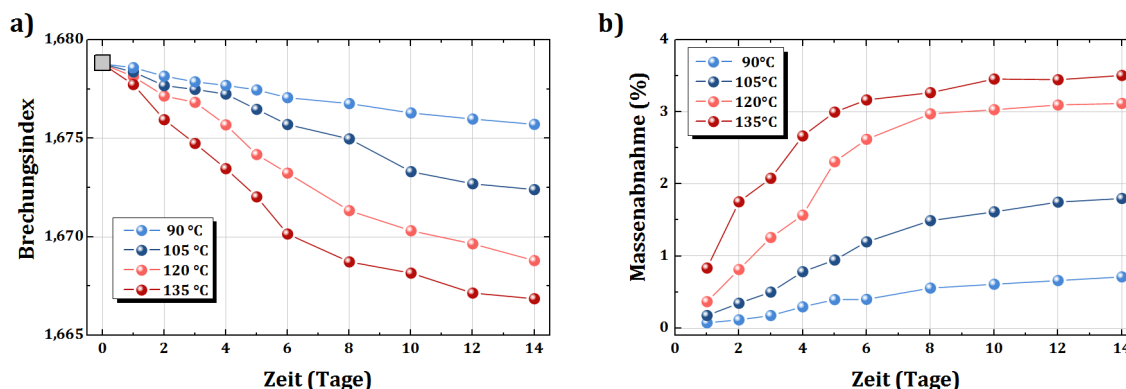 a)
Brechungsindex
1,680
1,675
1,670
1,665
90 °C
105 °C
120 °C
135 °C
0 2 4 6 8 10 12 14
Zeit (Tage)
b)
Massenabnahme (%)
4
3
2
1
0
90°C
105°C
120°C
135°C
0 2 4 6 8 10 12 14
Zeit (Tage)